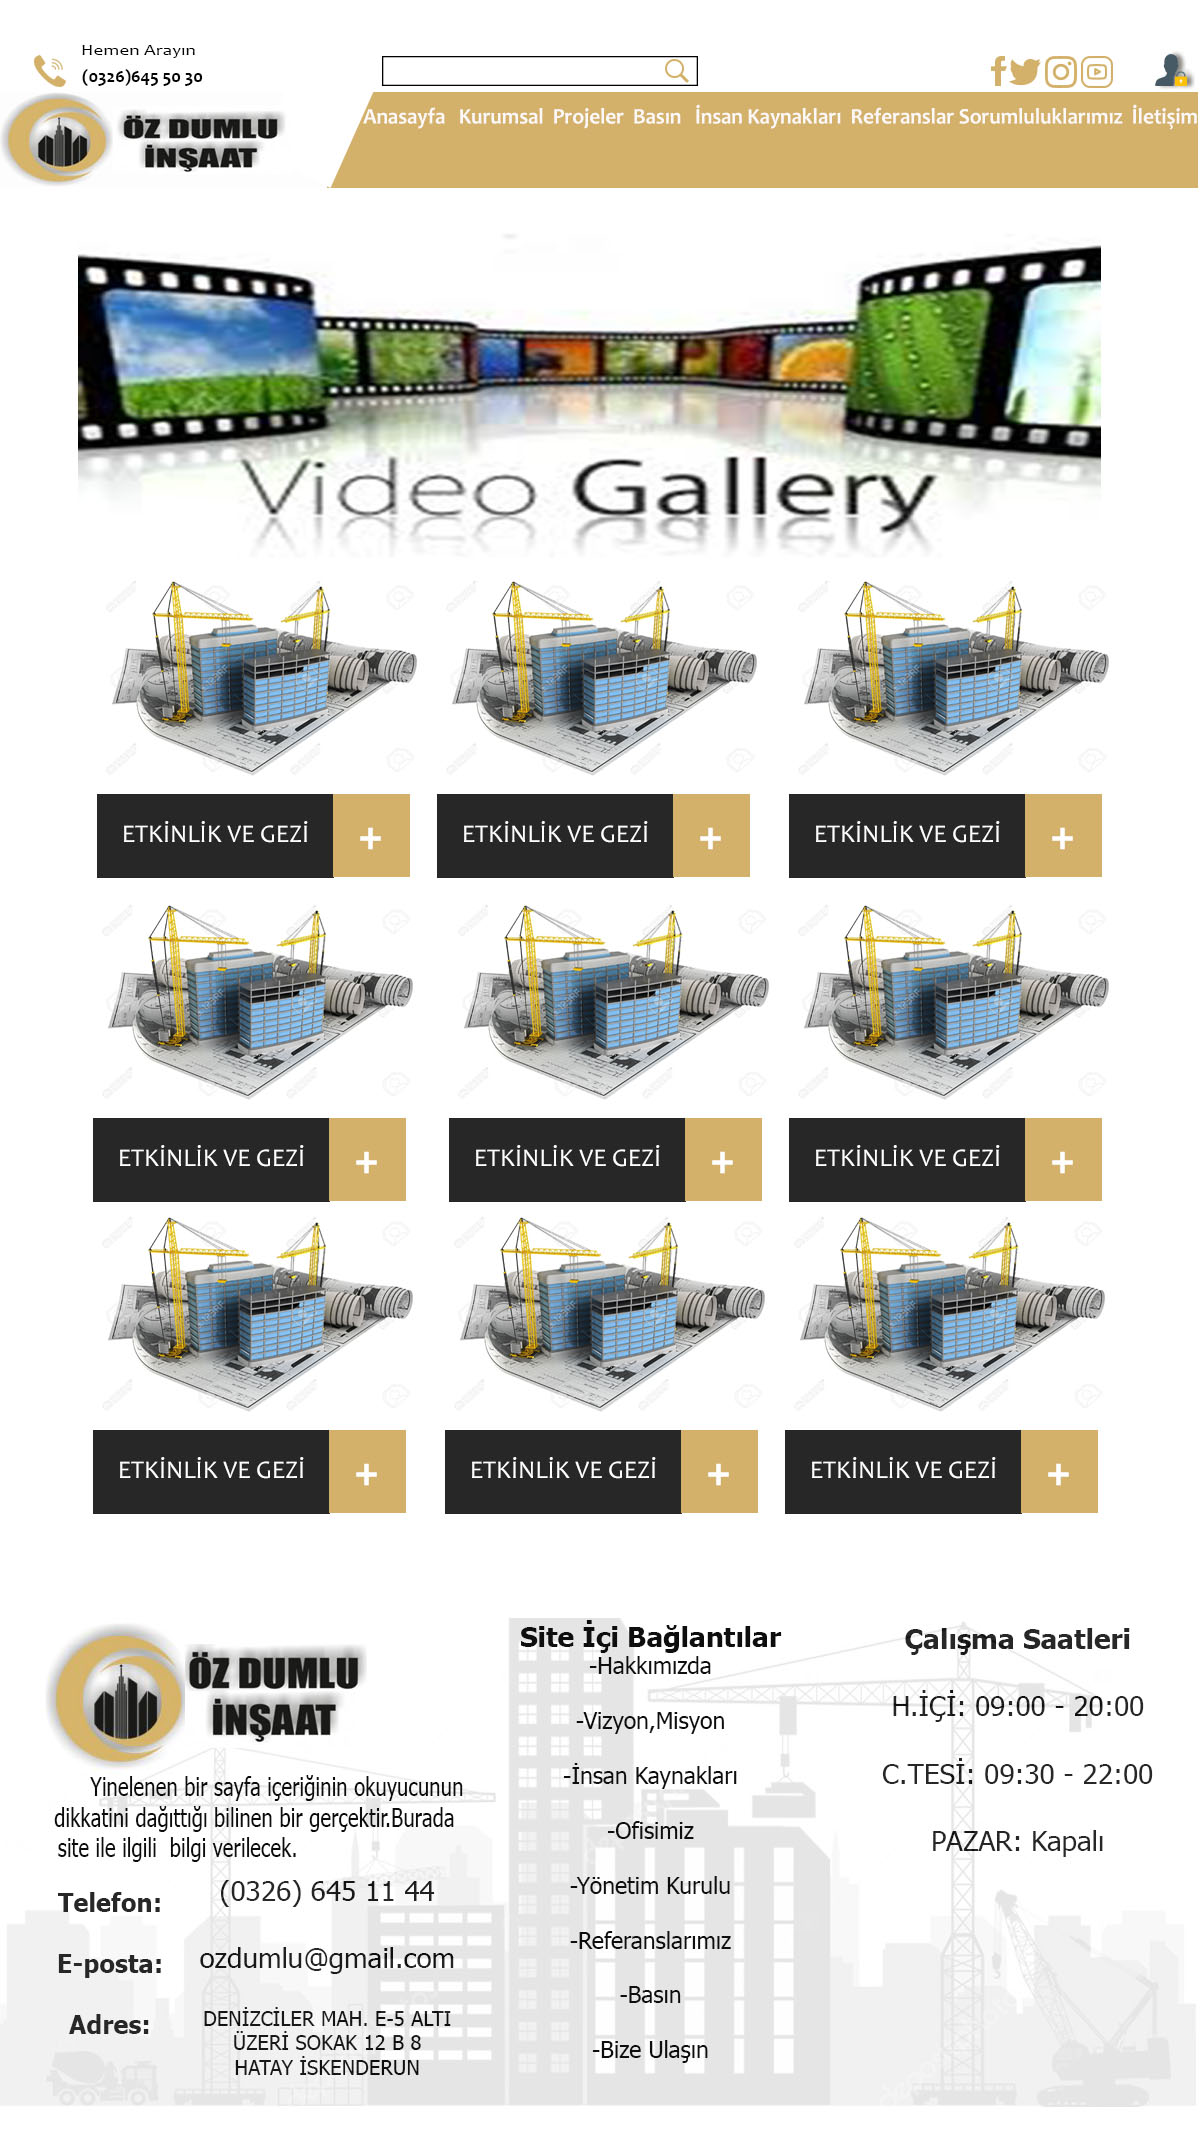 Hemen Arayın
(0326)645 50 30
ÖZ DUMLU
İNŞAAT
Anasayfa Kurumsal Projeler Basın İnsan Kaynakları Referanslar Sorumluluklarımız İletişim
Video Gallery
ETKİNLİK VE GEZİ +
ETKİNLİK VE GEZİ +
ETKİNLİK VE GEZİ +
ETKİNLİK VE GEZİ +
ETKİNLİK VE GEZİ +
ETKİNLİK VE GEZİ +
ETKİNLİK VE GEZİ +
ETKİNLİK VE GEZİ +
ETKİNLİK VE GEZİ +
ÖZ DUMLU
İNŞAAT
Yinelenen bir sayfa içeriğinin okuyucunun
dikkatini dağıttığı bilinen bir gerçektir.Burada
site ile ilgili bilgi verilecek.
Telefon: (0326) 645 11 44
E-posta: ozdumlu@gmail.com
Adres: DENİZCİLER MAH. E-5 ALTI
ÜZERİ SOKAK 12 B 8
HATAY İSKENDERUN
Site İçi Bağlantılar
-Hakkımızda
-Vizyon,Misyon
-İnsan Kaynakları
-Ofisimiz
-Yönetim Kurulu
-Referanslarımız
-Basın
-Bize Ulaşın
Çalışma Saatleri
H.İÇİ: 09:00 - 20:00
C.TESİ: 09:30 - 22:00
PAZAR: Kapalı